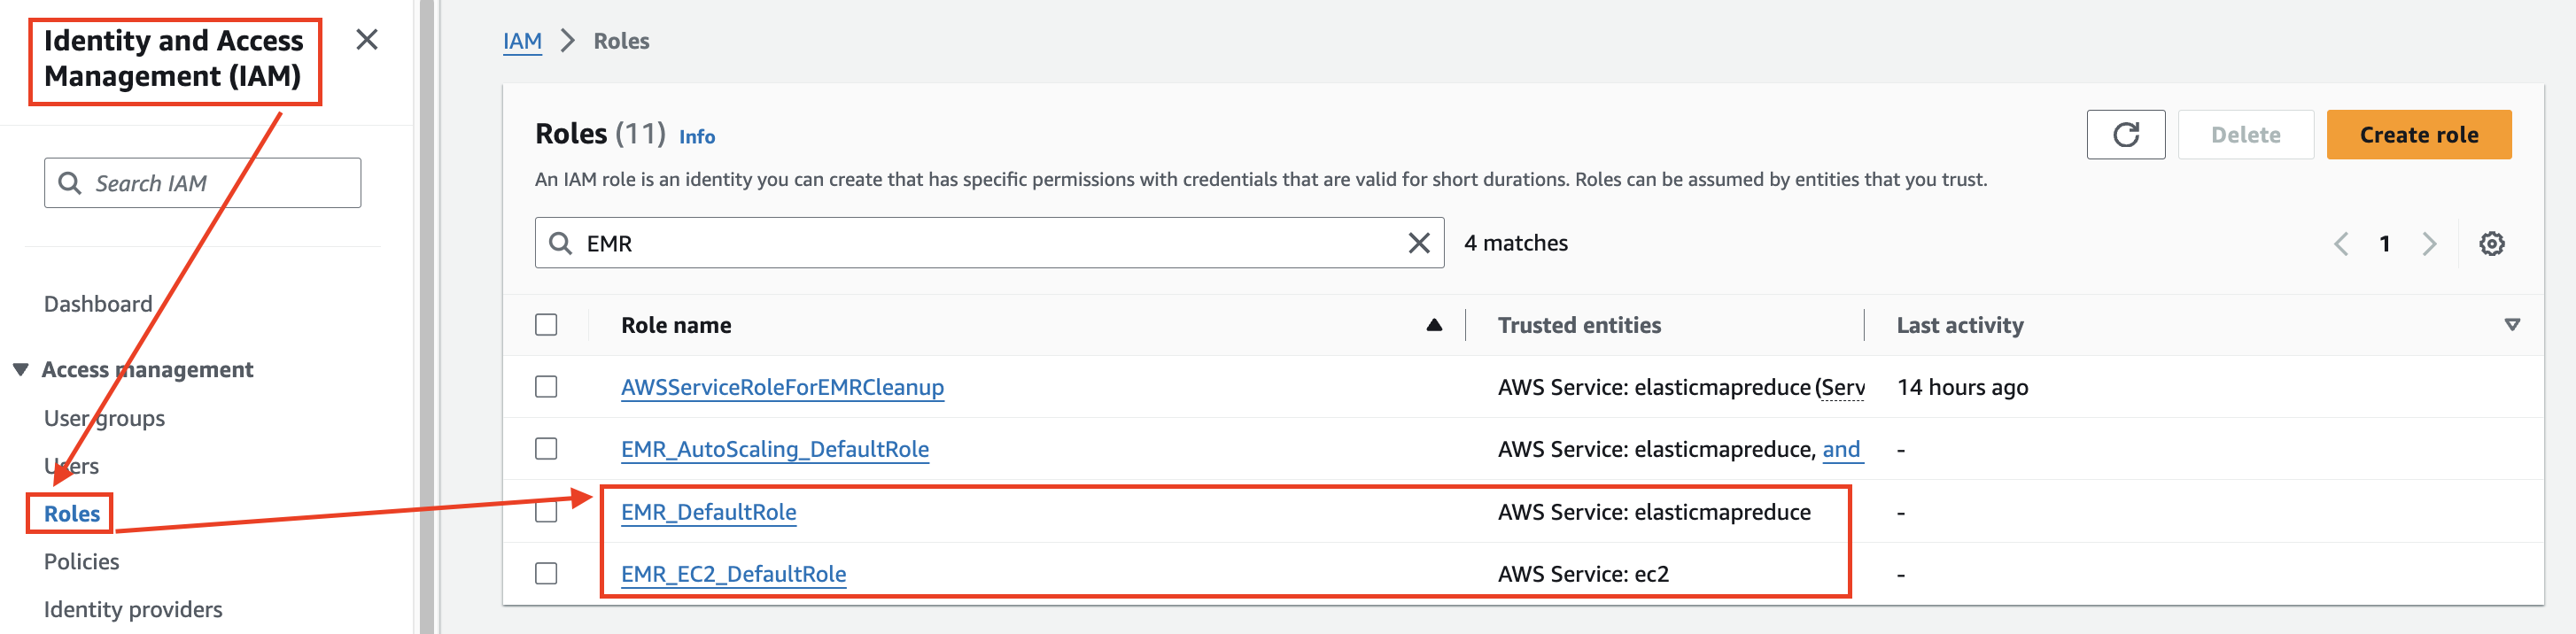 Identity and Access
Management (IAM)
Search IAM
Dashboard
Access management
User groups
Users
Roles
Policies
Identity providers
IAM > Roles
Roles (11) Info
Delete
Create role
An IAM role is an identity you can create that has specific permissions with credentials that are valid for short durations. Roles can be assumed by entities that you trust.
EMR
4 matches
1
Role name Trusted entities Last activity
AWSServiceRoleForEMRCleanup AWS Service: elasticmapreduce (Serv 14 hours ago
EMR_AutoScaling_DefaultRole AWS Service: elasticmapreduce, and -
EMR_DefaultRole AWS Service: elasticmapreduce -
EMR_EC2_DefaultRole AWS Service: ec2 -